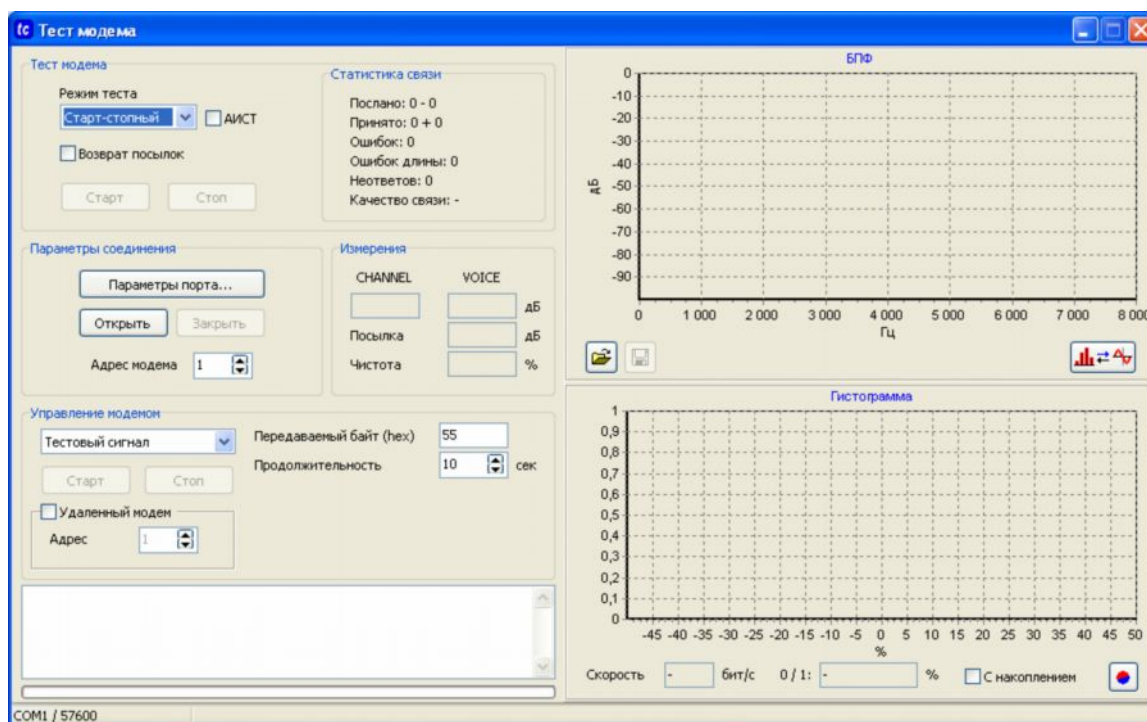 tc Тест модема
Тест модема
Режим теста
Старт-стопный
АИСТ
Возврат посылок
Старт Стоп
Статистика связи
Послано: 0 - 0
Принято: 0 + 0
Ошибок: 0
Ошибок длины: 0
Неответов: 0
Качество связи: -
Параметры соединения
Параметры порта...
Открыть Закрыть
Адрес модема 1
Измерения
CHANNEL VOICE
дБ
Посылка дБ
Чистота %
Управление модемом
Тестовый сигнал
Передаваемый байт (hex) 55
Продолжительность 10 сек
Старт Стоп
Удаленный модем
Адрес 1
COM1 / 57600
БПФ
0
-10
-20
-30
-40
-50
-60
-70
-80
-90
дБ
0 1 000 2 000 3 000 4 000 5 000 6 000 7 000 8 000
Гц
Гистограмма
1
0,9
0,8
0,7
0,6
0,5
0,4
0,3
0,2
0,1
0
-45 -40 -35 -30 -25 -20 -15 -10 -5 0 5 10 15 20 25 30 35 40 45 50
%
Скорость - бит/с 0 / 1: - % С накоплением